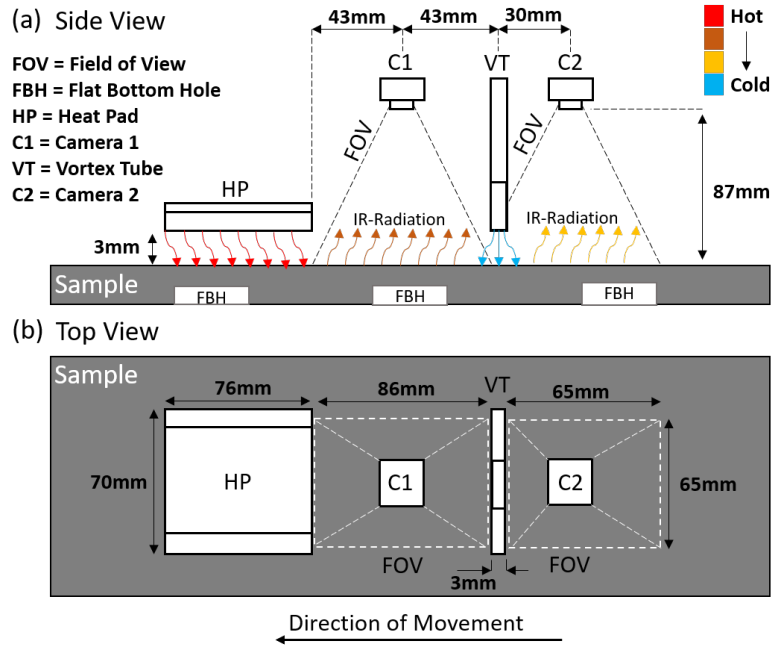 (a) Side View
43mm 43mm 30mm
Hot
Cold
FOV = Field of View
FBH = Flat Bottom Hole
HP = Heat Pad
C1 = Camera 1
VT = Vortex Tube
C2 = Camera 2
C1 VT C2
FOV FOV
HP
87mm
3mm
IR-Radiation IR-Radiation
Sample
FBH FBH FBH
(b) Top View
Sample
76mm 86mm VT 65mm
70mm
HP C1 C2
65mm
FOV FOV
3mm
Direction of Movement